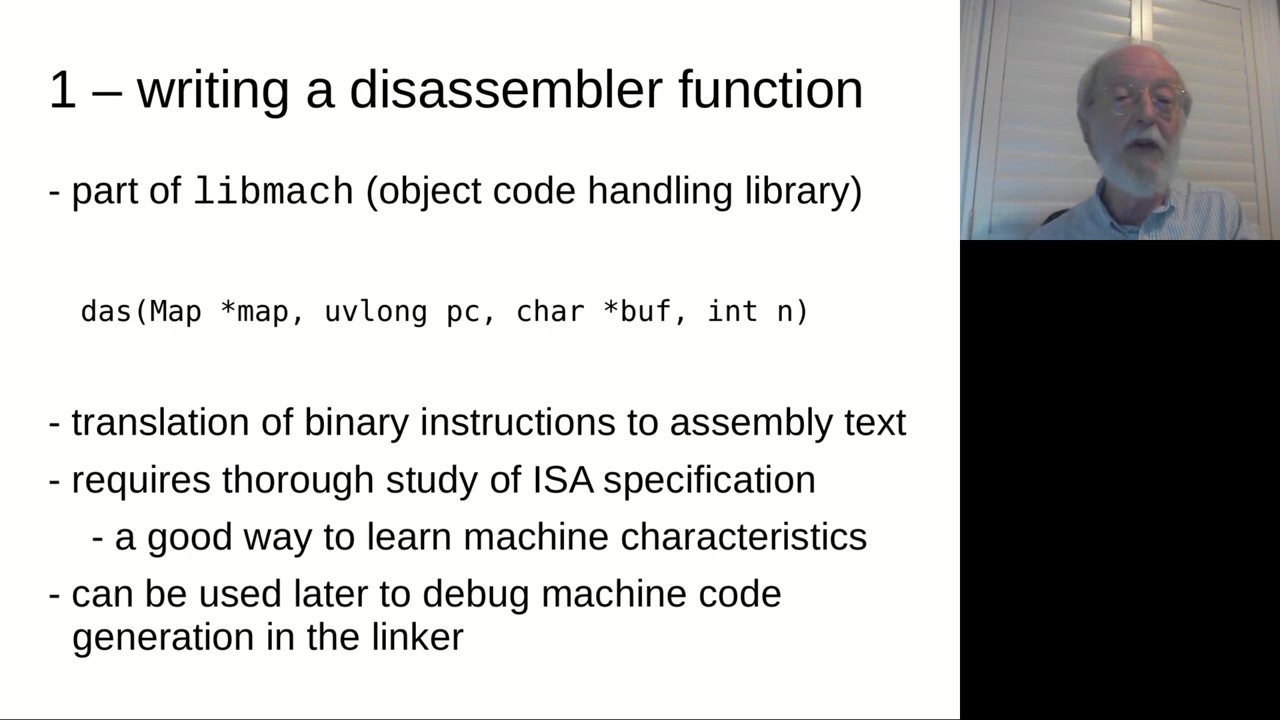 1 – writing a disassembler function
- part of libmach (object code handling library)
das(Map *map, uvlong pc, char *buf, int n)
- translation of binary instructions to assembly text
- requires thorough study of ISA specification
- a good way to learn machine characteristics
- can be used later to debug machine code
generation in the linker